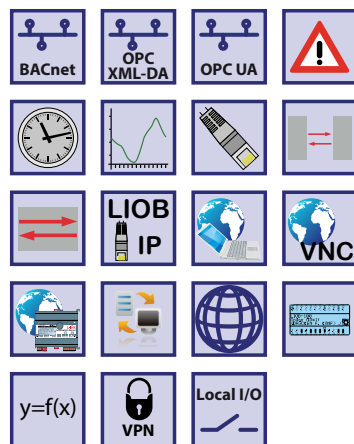 BACnet
OPC
XML-DA
OPC UA
LIOB
IP
VNC
y=f(x)
VPN
Local I/O